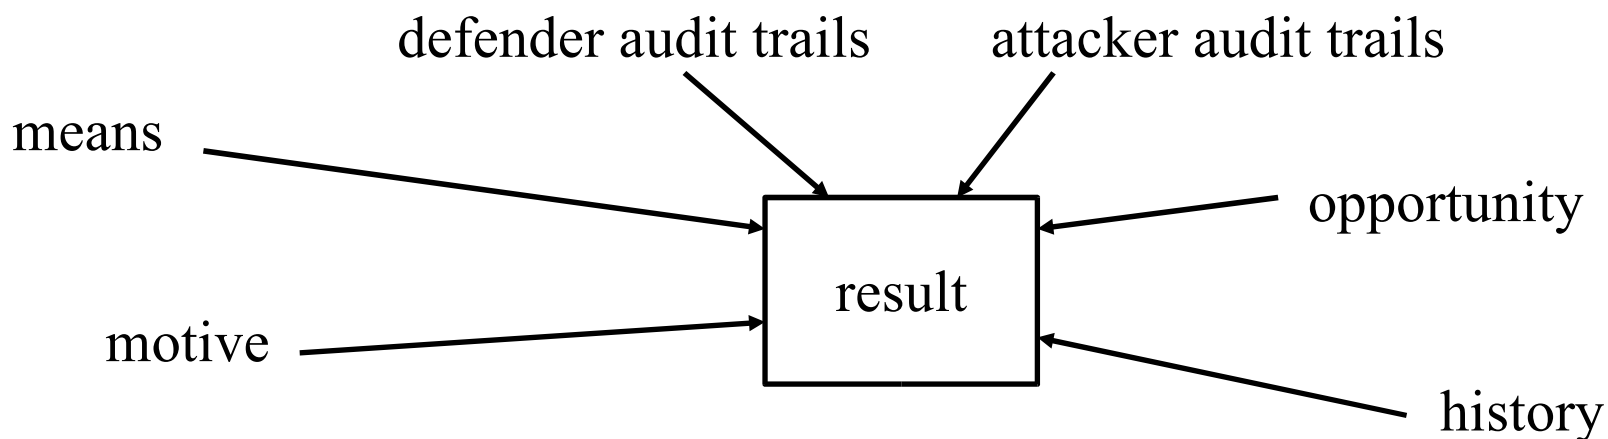 defender audit trails
attacker audit trails
means
opportunity
result
motive
history